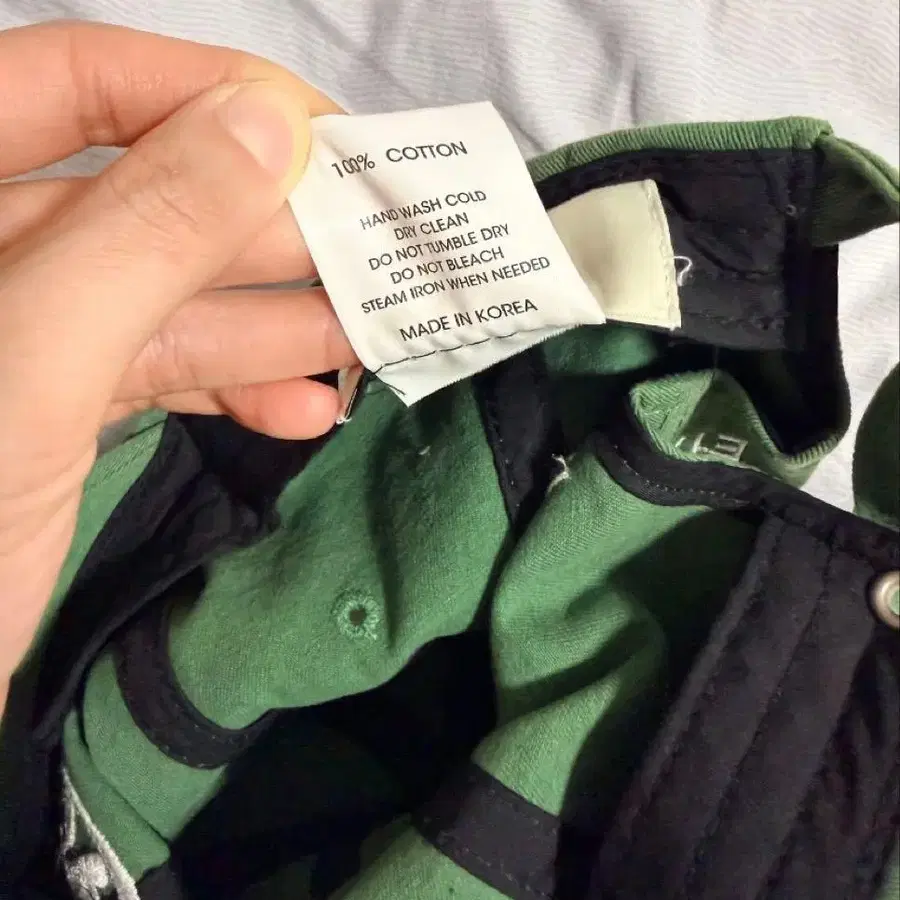 100% COTTON
HAND WASH COLD
DRY CLEAN
DO NOT TUMBLE DRY
DO NOT BLEACH
STEAM IRON WHEN NEEDED
MADE IN KOREA